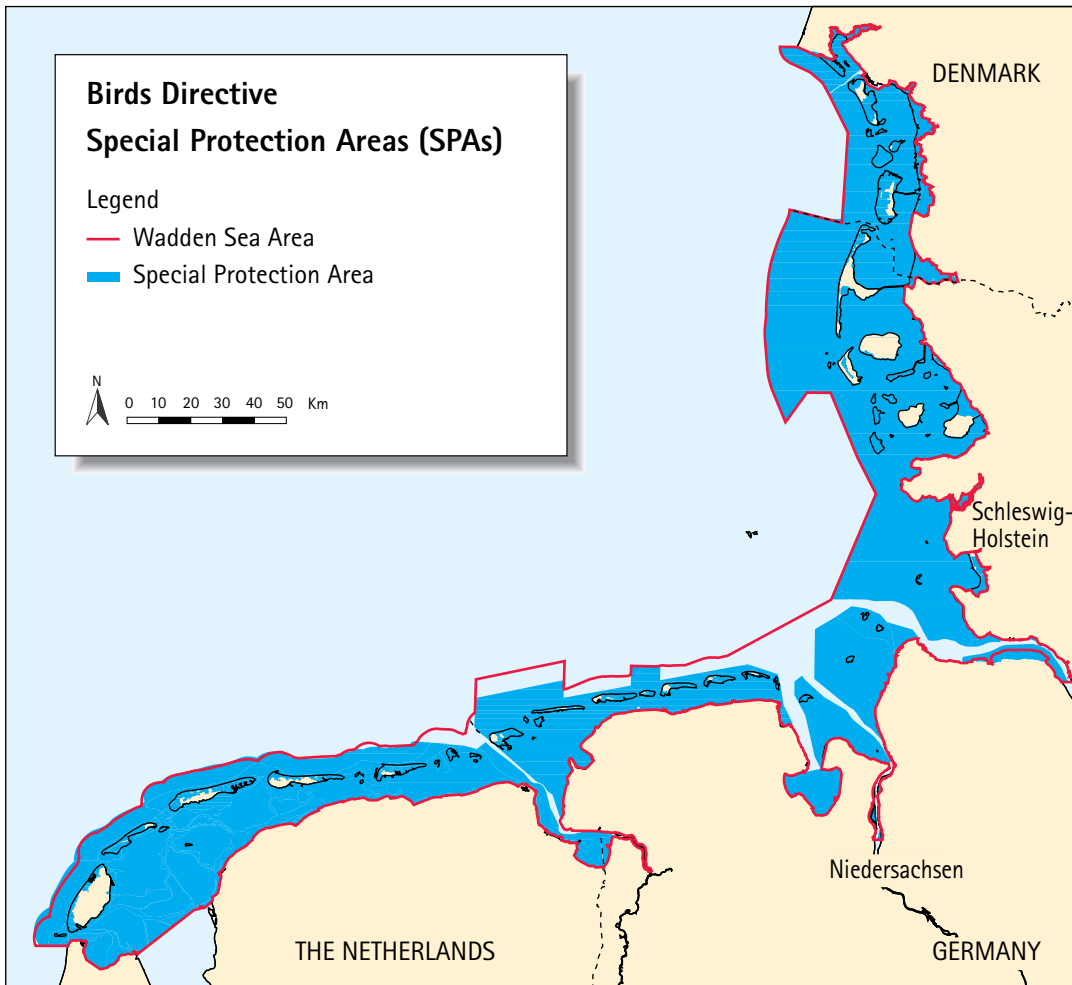 Birds Directive
Special Protection Areas (SPAs)
Legend
Wadden Sea Area
Special Protection Area
N
0 10 20 30 40 50 Km
DENMARK
Schleswig-
Holstein
Niedersachsen
THE NETHERLANDS
GERMANY